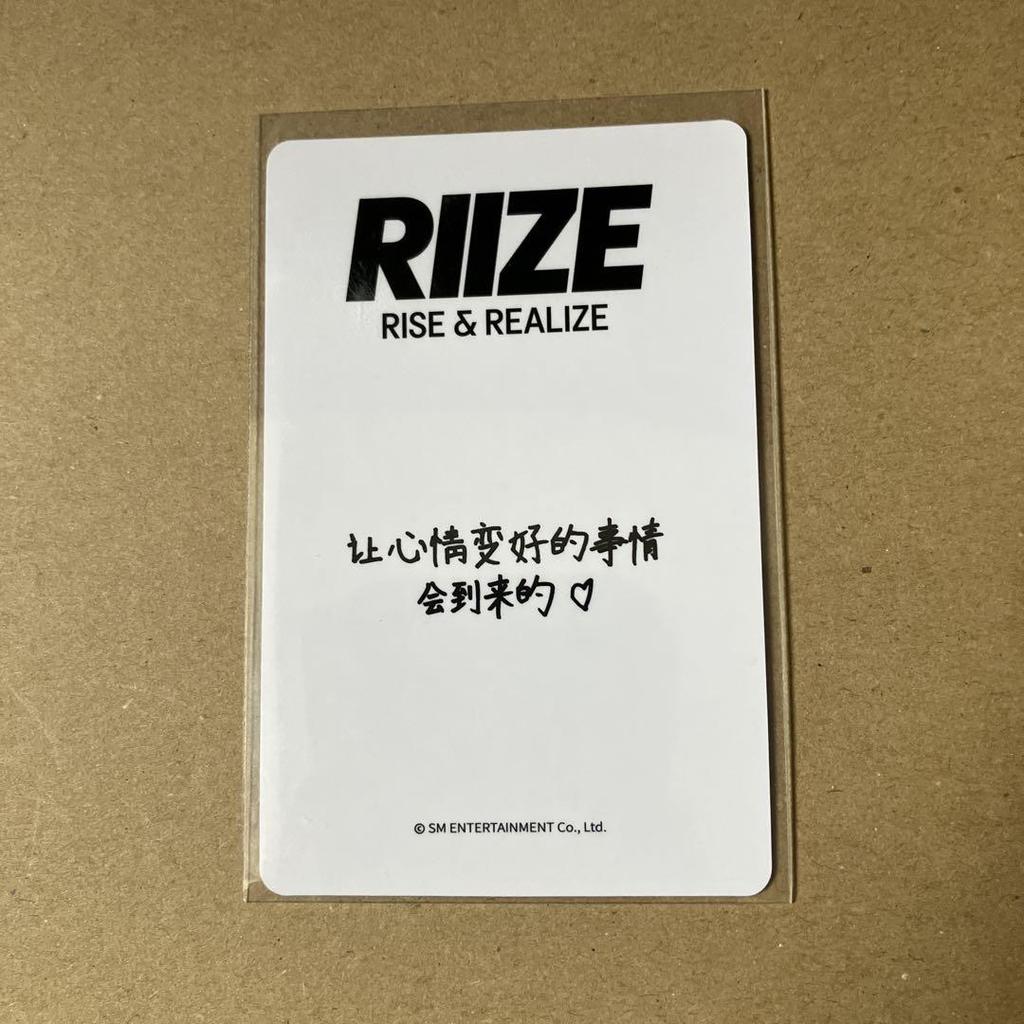 RIIZE
RISE & REALIZE
让心情变好的事情
会到来的 ♡
© SM ENTERTAINMENT Co., Ltd.